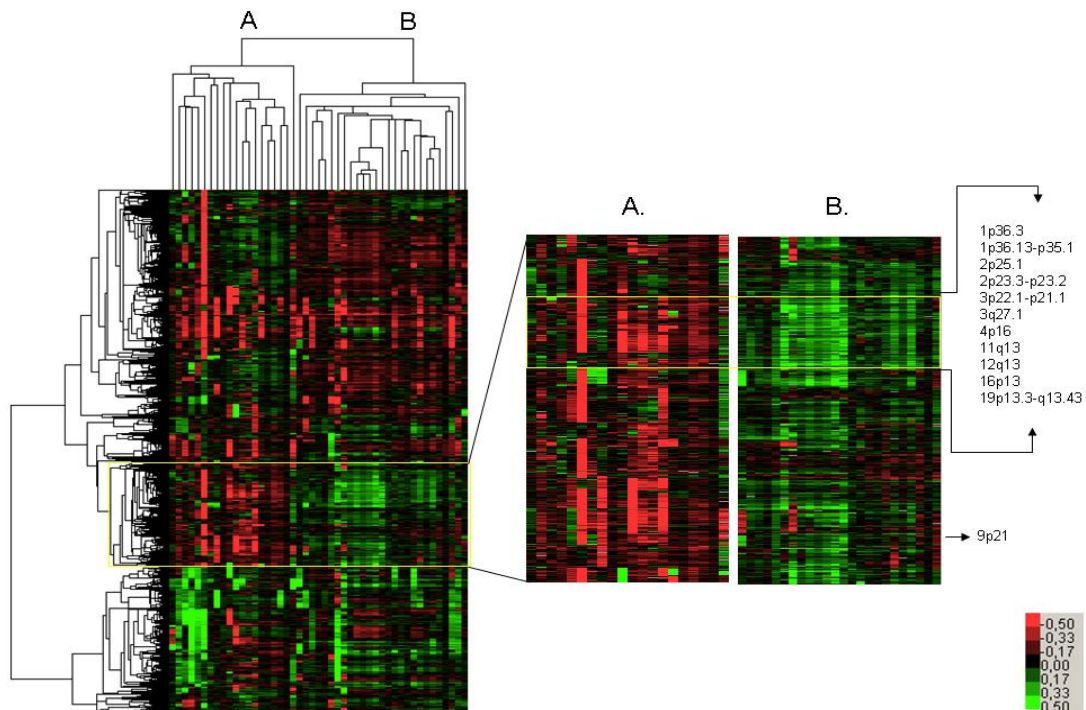 A B
A. B.
1p36.3
1p36.13-p35.1
2p25.1
2p23.3-p23.2
3p22.1-p21.1
3q27.1
4p16
11q13
12q13
16p13
19p13.3-q13.43
9p21
-0,50
-0,33
-0,17
0,00
0,17
0,33
0,50